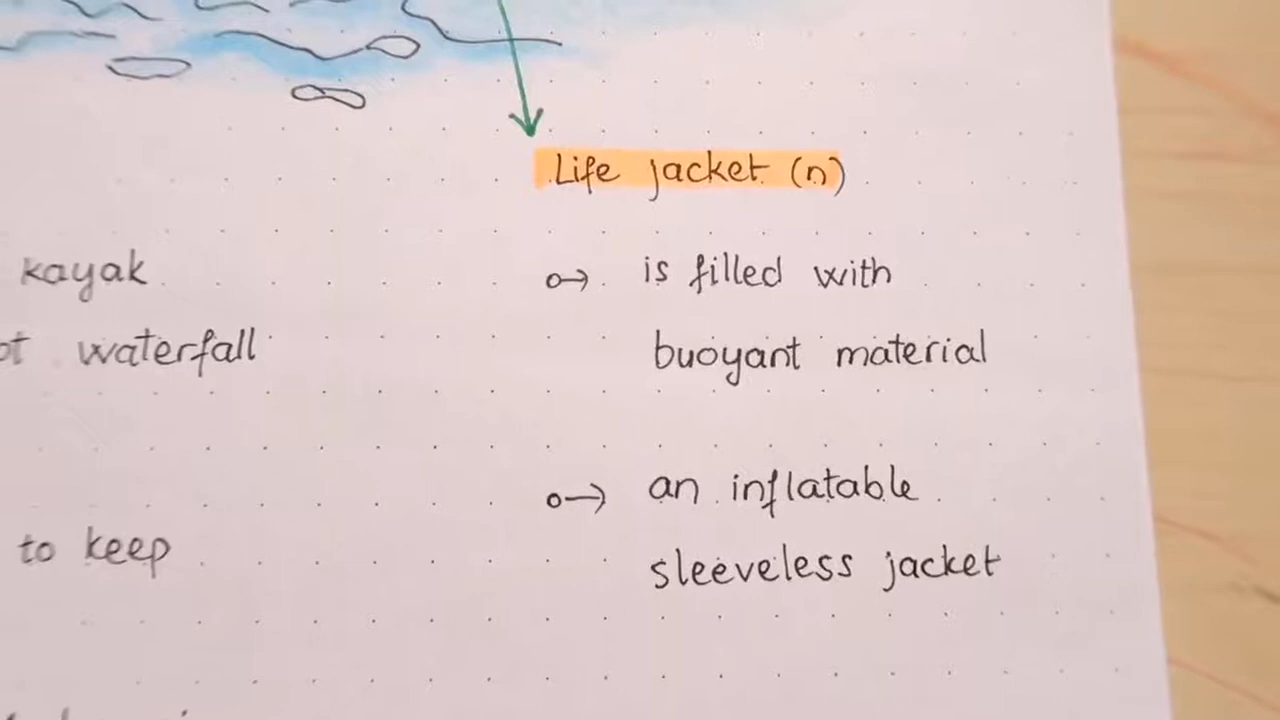 Life jacket (n)
kayak
is filled with
waterfall
buoyant material
an inflatable
to keep
sleeveless jacket